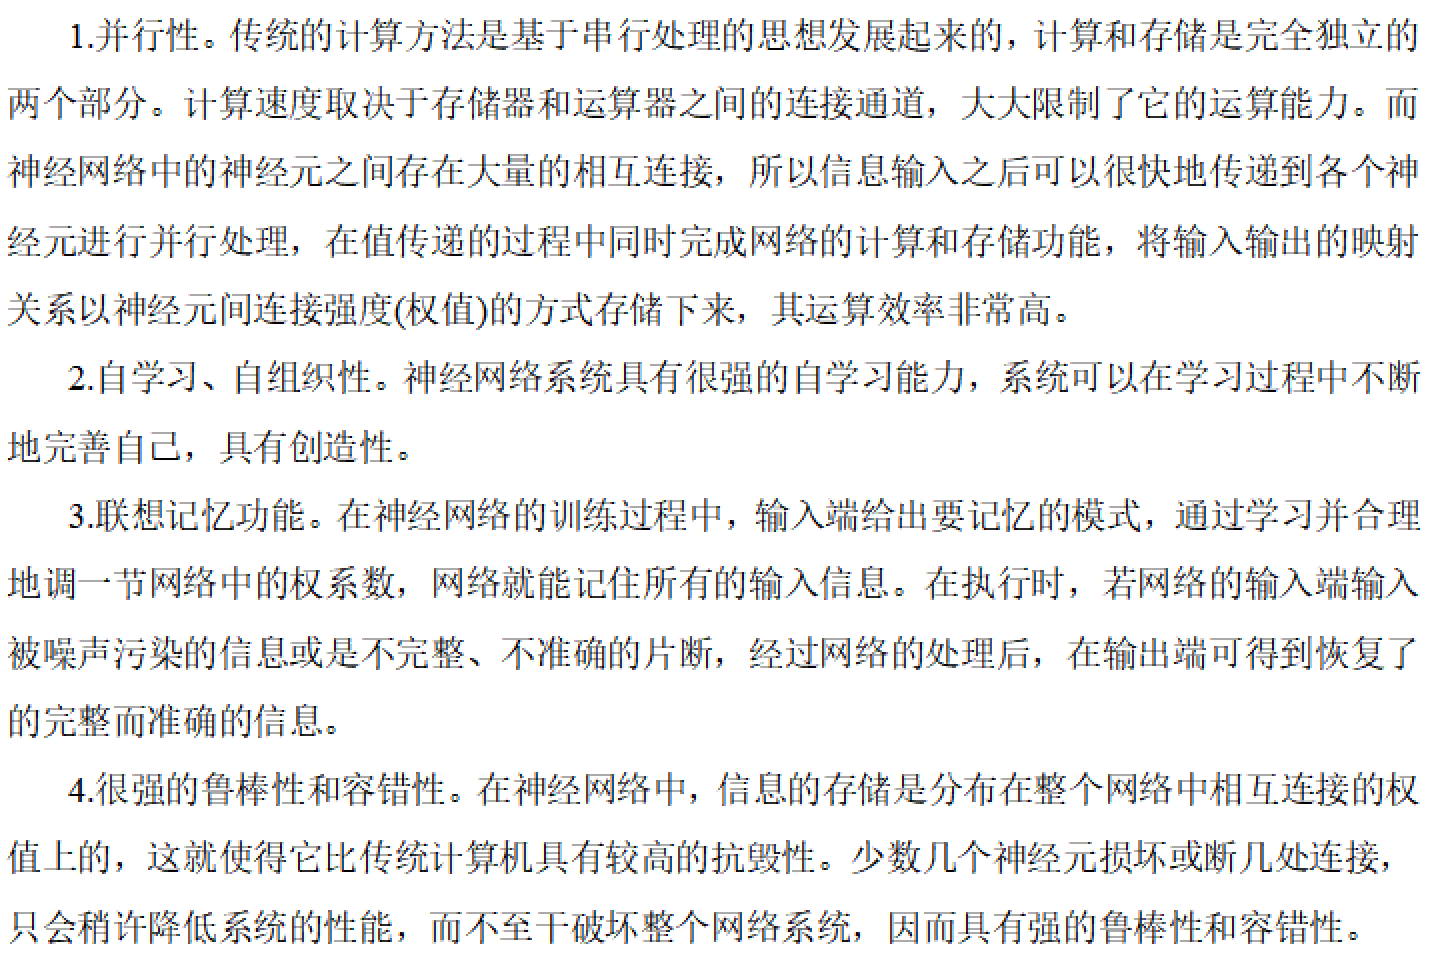 1.并行性。传统的计算方法是基于串行处理的思想发展起来的，计算和存储是完全独立的
两个部分。计算速度取决于存储器和运算器之间的连接通道，大大限制了它的运算能力。而
神经网络中的神经元之间存在大量的相互连接，所以信息输入之后可以很快地传递到各个神
经元进行并行处理，在值传递的过程中同时完成网络的计算和存储功能，将输入输出的映射
关系以神经元间连接强度(权值)的方式存储下来，其运算效率非常高。
2.自学习、自组织性。神经网络系统具有很强的自学习能力，系统可以在学习过程中不断
地完善自己，具有创造性。
3.联想记忆功能。在神经网络的训练过程中，输入端给出要记忆的模式，通过学习并合理
地调一节网络中的权系数，网络就能记住所有的输入信息。在执行时，若网络的输入端输入
被噪声污染的信息或是不完整、不准确的片断，经过网络的处理后，在输出端可得到恢复了
的完整而准确的信息。
4.很强的鲁棒性和容错性。在神经网络中，信息的存储是分布在整个网络中相互连接的权
值上的，这就使得它比传统计算机具有较高的抗毁性。少数几个神经元损坏或断几处连接，
只会稍许降低系统的性能，而不至干破坏整个网络系统，因而具有强的鲁棒性和容错性。